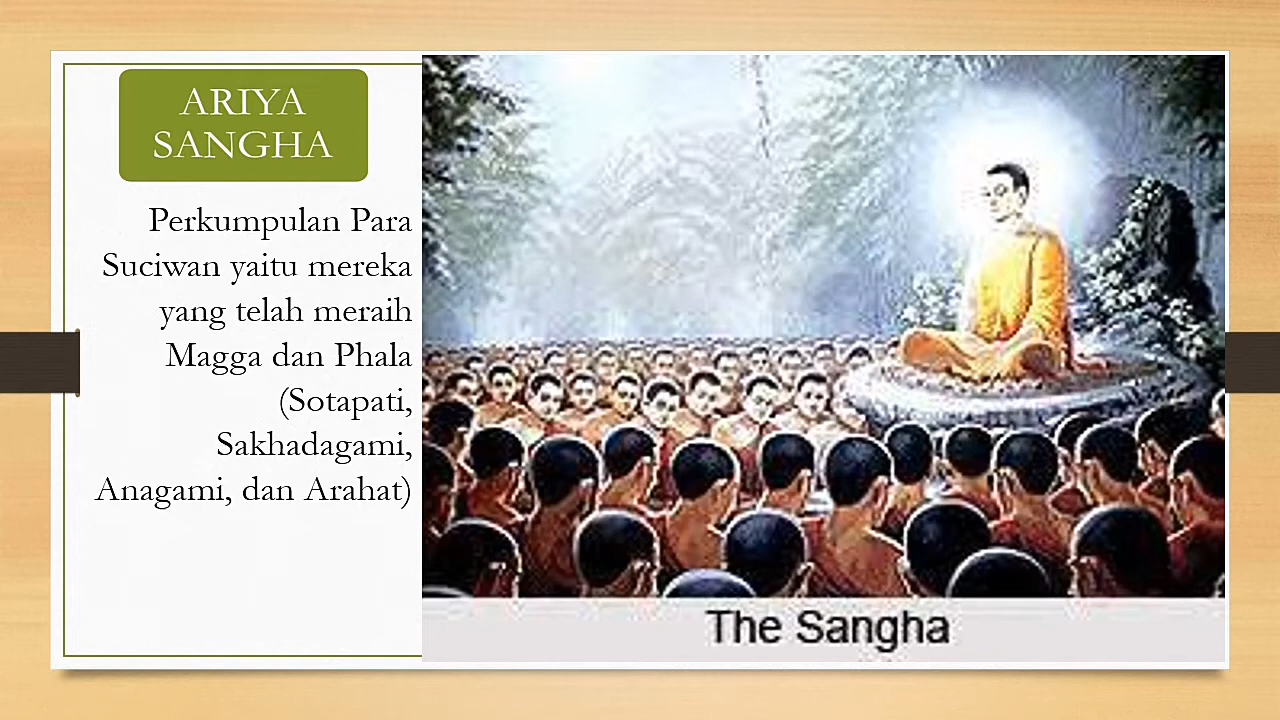 ARIYA
SANGHA
Perkumpulan Para
Suciwan yaitu mereka
yang telah meraih
Magga dan Phala
(Sotapati,
Sakhadagami,
Anagami, dan Arahat)
The Sangha